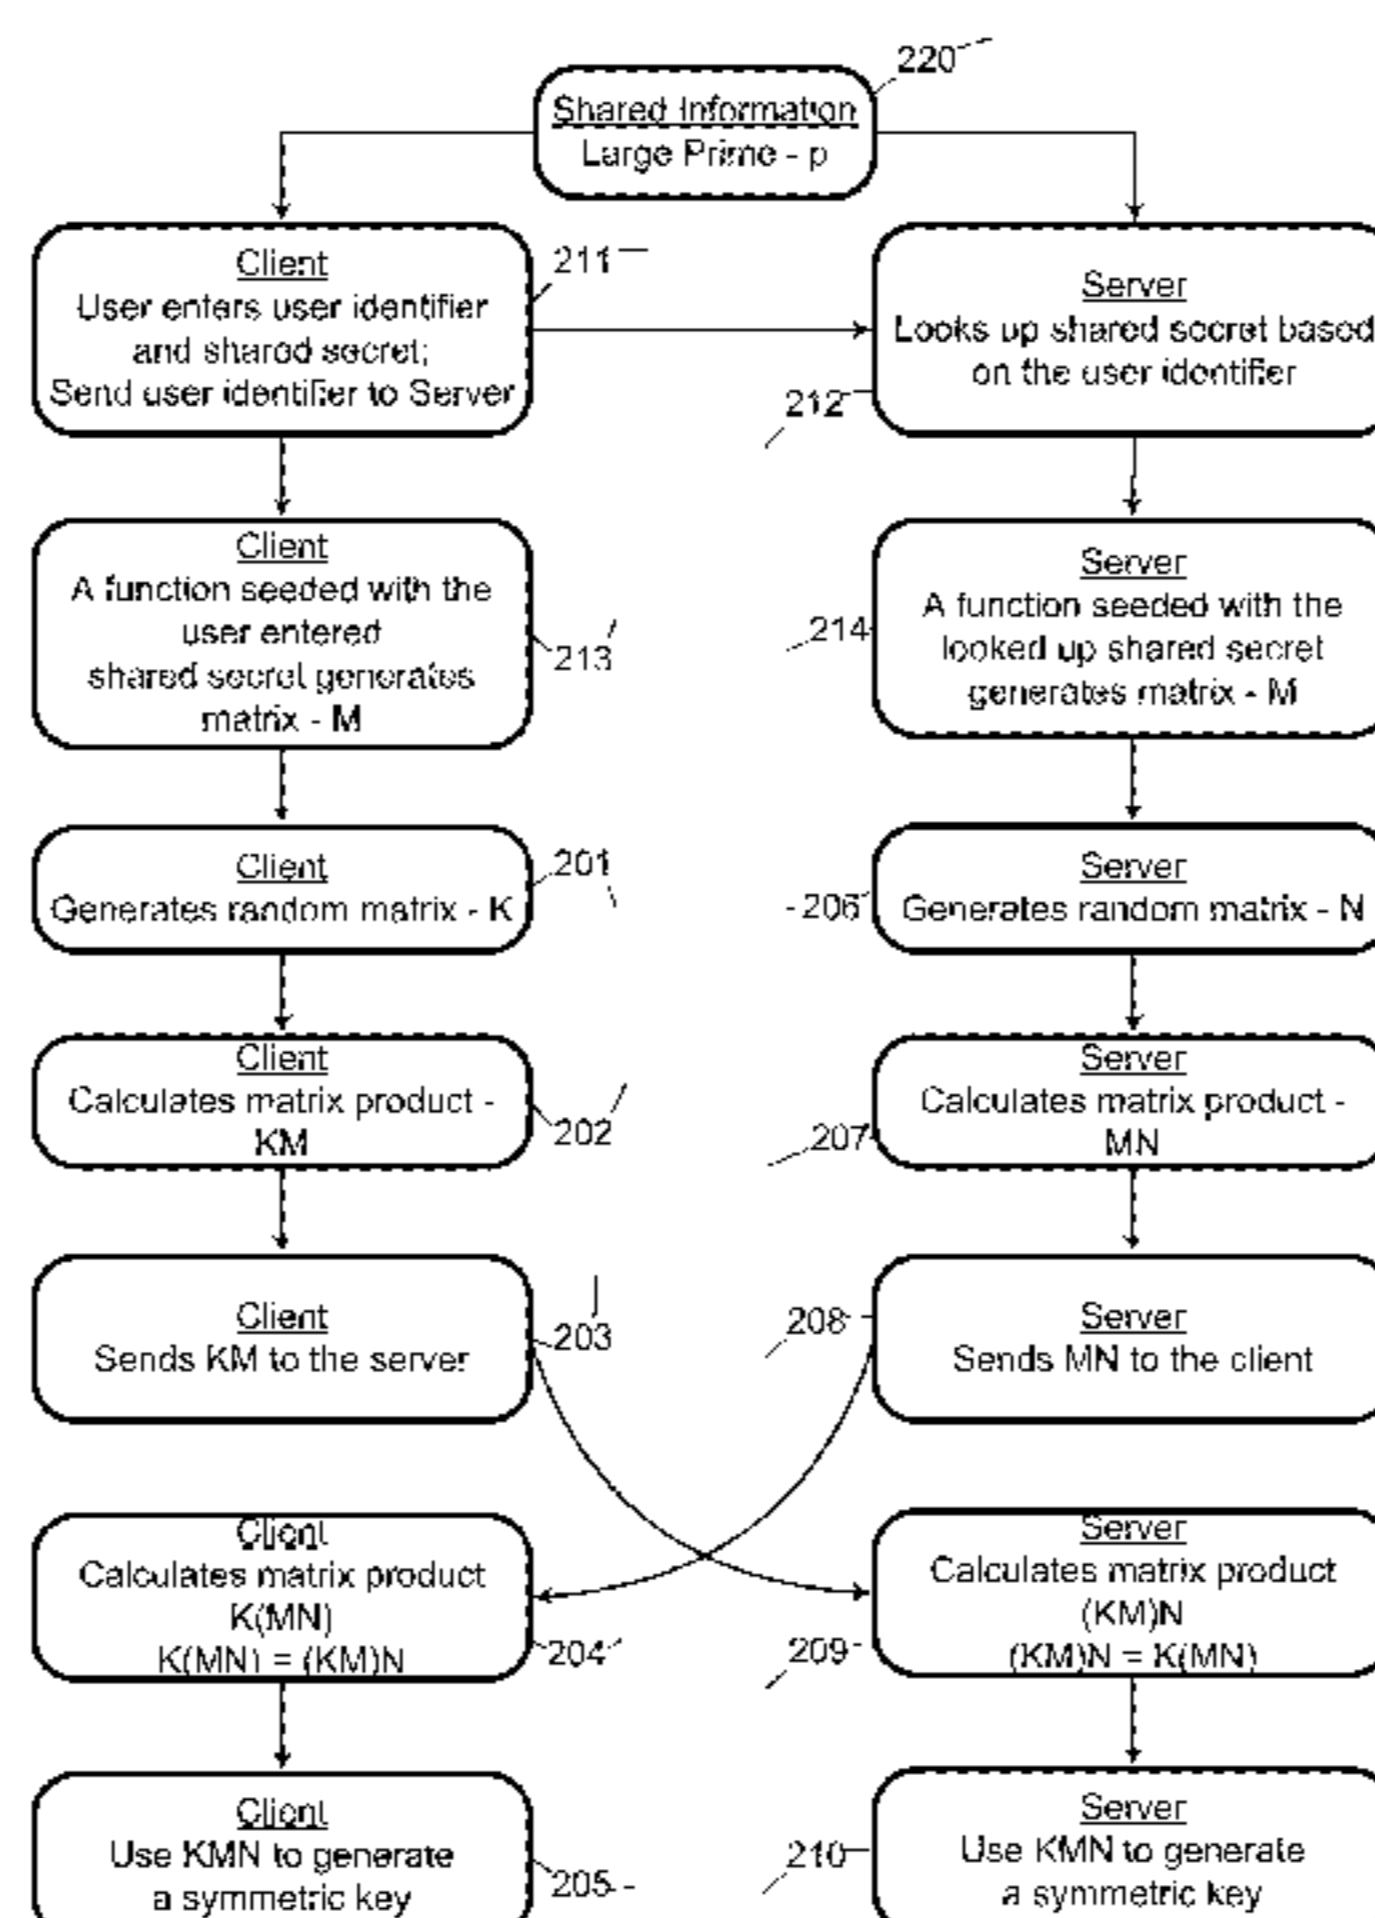 220
Shared Information
Large Prime - p
Client
User enters user identifier
and shared secret;
Send user identifier to Server
211
Server
Looks up shared secret based
on the user identifier
212
Client
A function seeded with the
user entered
shared secret generates
matrix - M
213
Server
A function seeded with the
looked up shared secret
generates matrix - M
214
Client
Generates random matrix - K
201
Server
Generates random matrix - N
206
Client
Calculates matrix product -
KM
202
Server
Calculates matrix product -
MN
207
Client
Sends KM to the server
203
Server
Sends MN to the client
208
Client
Calculates matrix product
K(MN)
K(MN) = (KM)N
204
Server
Calculates matrix product
(KM)N
(KM)N = K(MN)
209
Client
Use KMN to generate
a symmetric key
205
Server
Use KMN to generate
a symmetric key
210